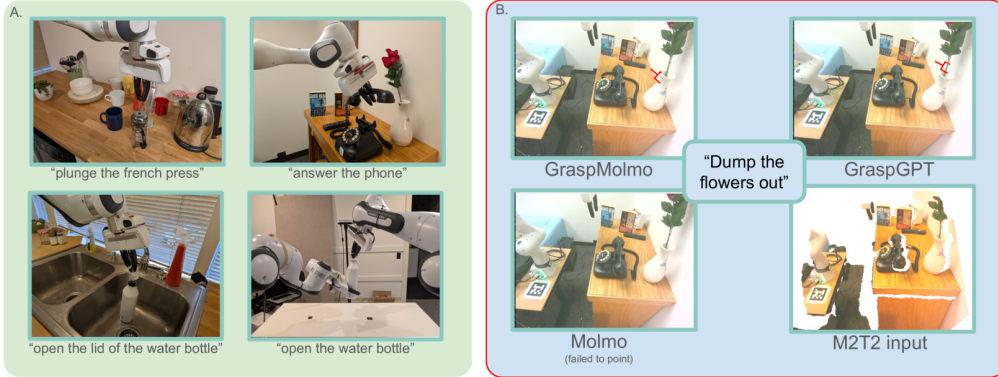 A.
“plunge the french press”
“answer the phone”
“open the lid of the water bottle”
“open the water bottle”
B.
GraspMolmo
GraspGPT
“Dump the
flowers out”
Molmo
(failed to point)
M2T2 input